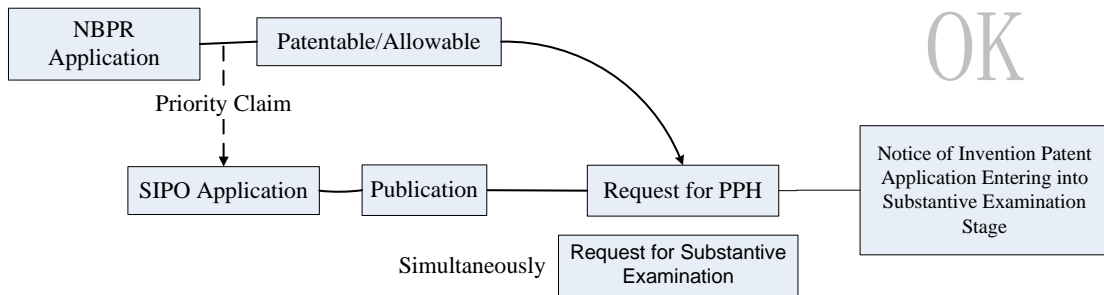 NBPR
Application
Patentable/Allowable
OK
Priority Claim
SIPO Application
Publication
Request for PPH
Notice of Invention Patent
Application Entering into
Substantive Examination
Stage
Simultaneously
Request for Substantive
Examination